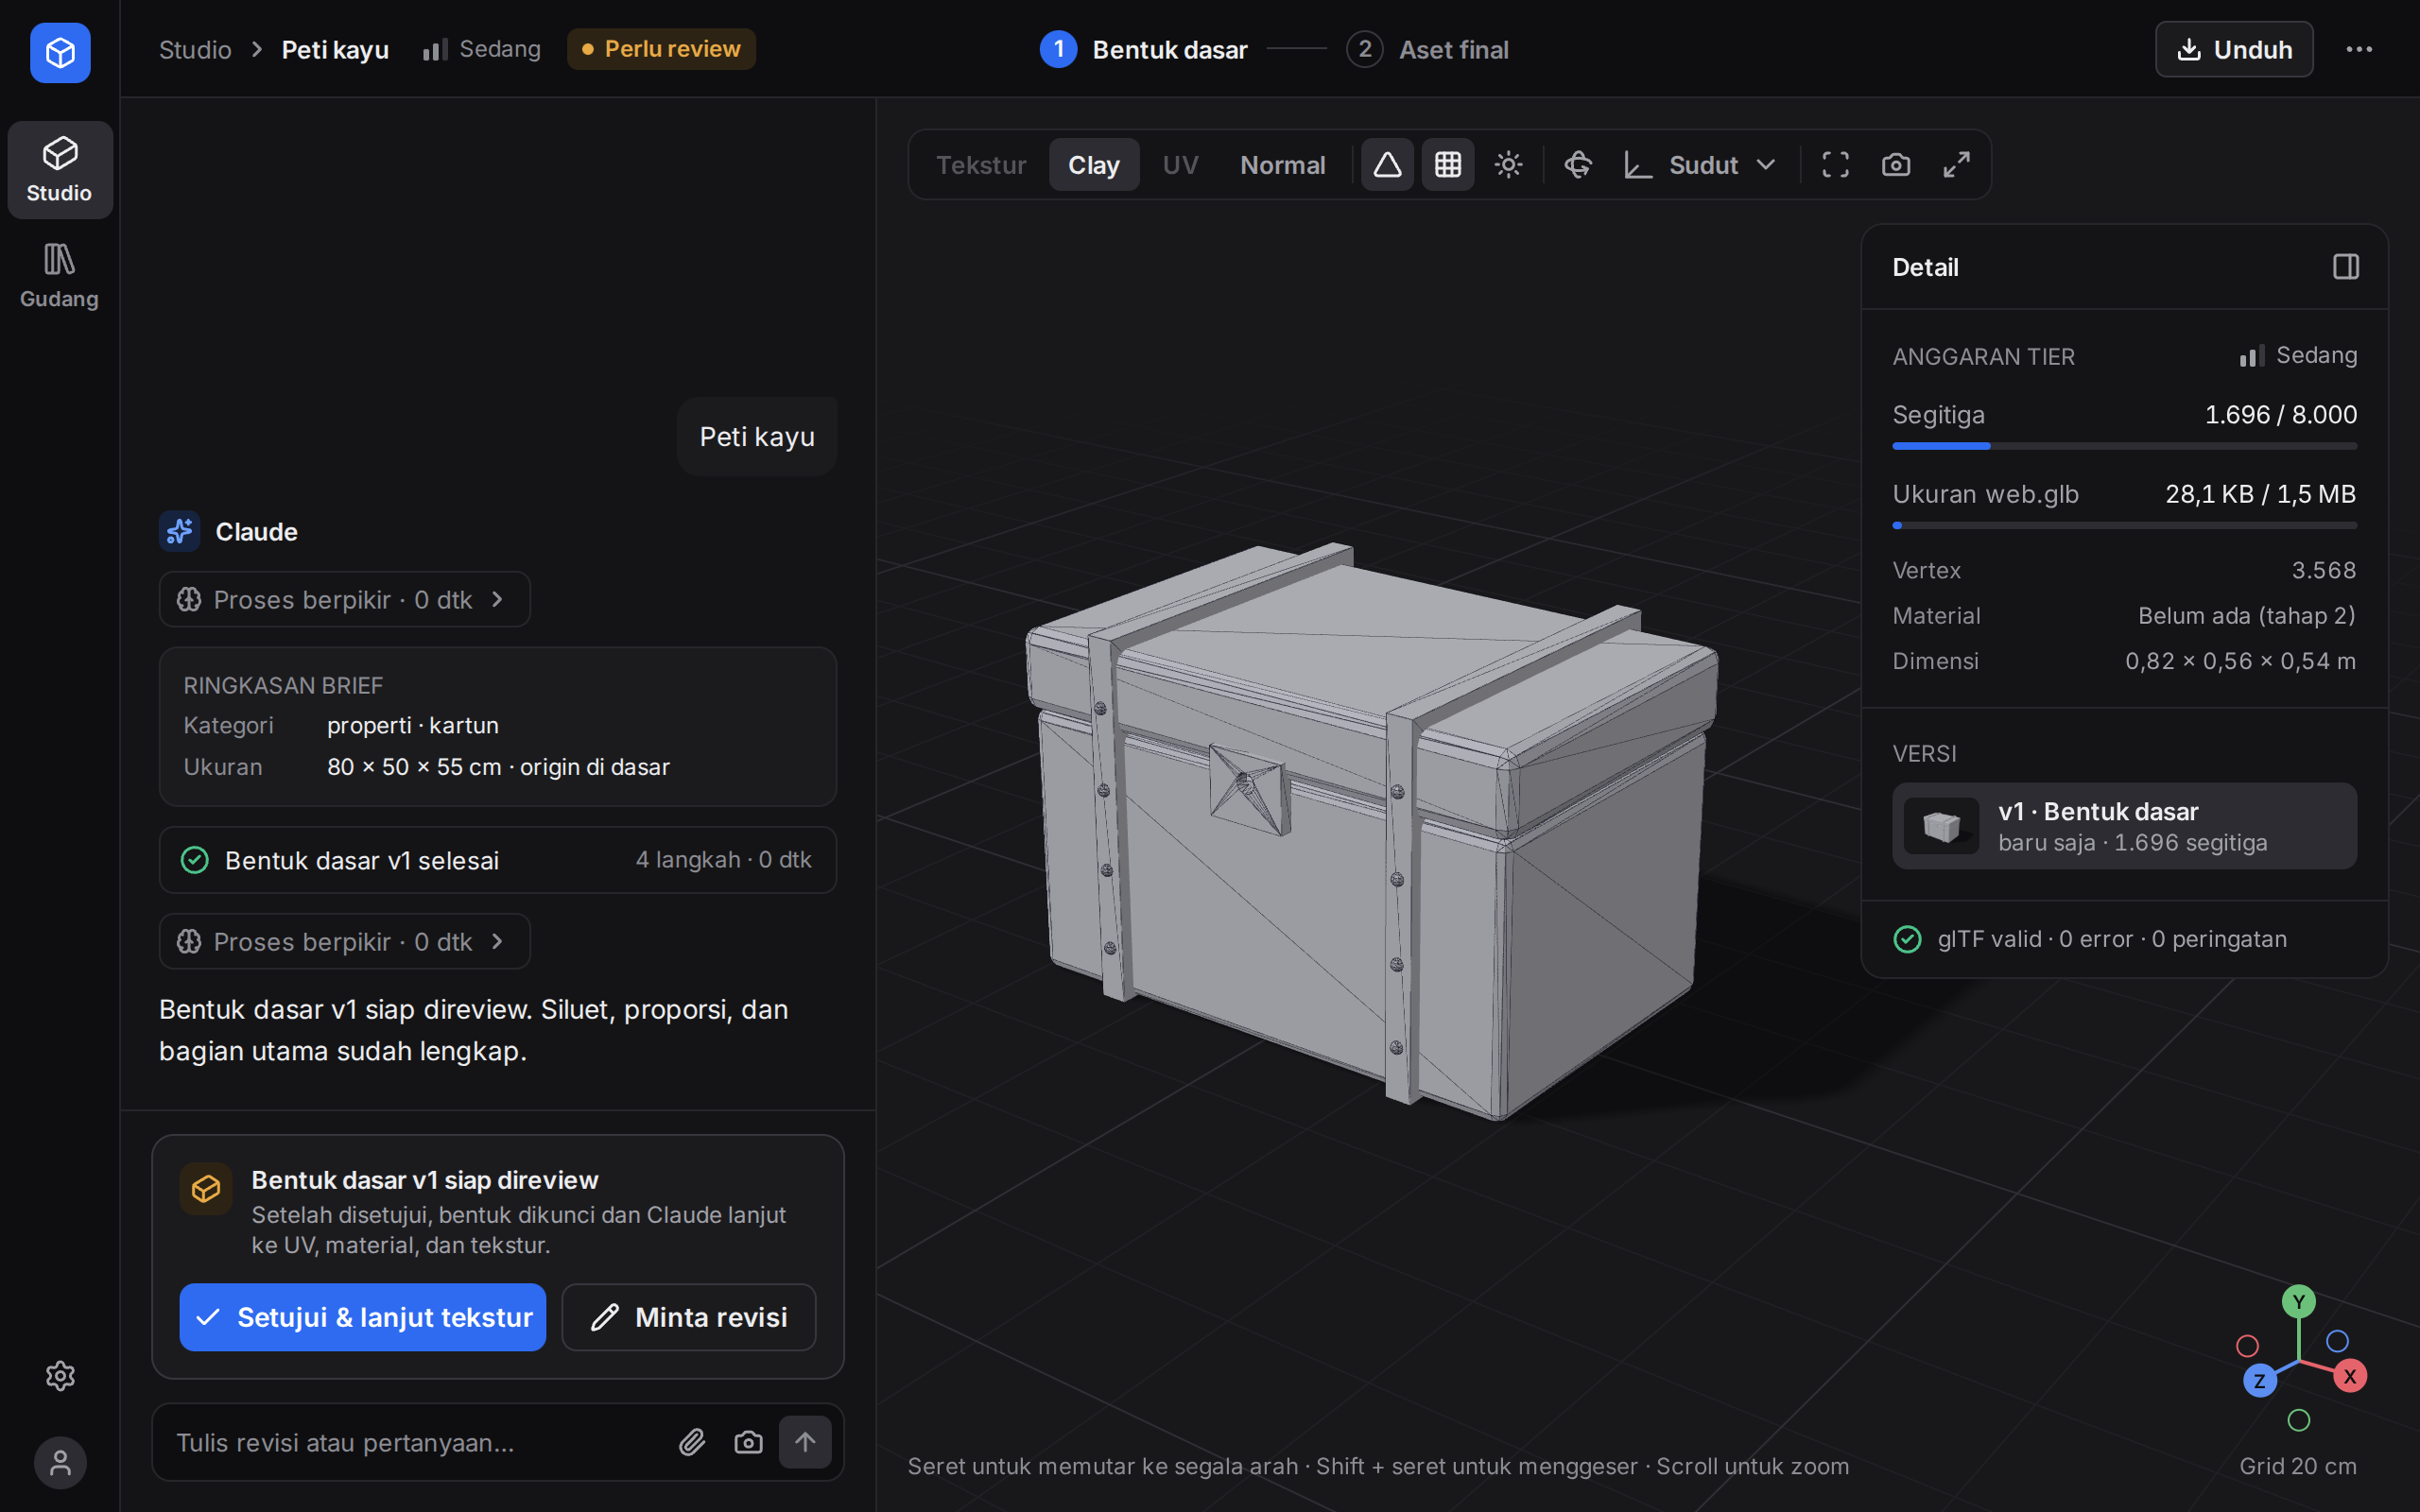 Studio
Gudang
Studio > Peti kayu Sedang Perlu review
1 Bentuk dasar 2 Aset final
Unduh
Peti kayu
Claude
Proses berpikir · 0 dtk
RINGKASAN BRIEF
Kategori properti · kartun
Ukuran 80 × 50 × 55 cm · origin di dasar
Bentuk dasar v1 selesai 4 langkah · 0 dtk
Proses berpikir · 0 dtk
Bentuk dasar v1 siap direview. Siluet, proporsi, dan
bagian utama sudah lengkap.
Bentuk dasar v1 siap direview
Setelah disetujui, bentuk dikunci dan Claude lanjut
ke UV, material, dan tekstur.
Setujui & lanjut tekstur Minta revisi
Tulis revisi atau pertanyaan...
Tekstur Clay UV Normal Sudut
Detail
ANGGARAN TIER Sedang
Segitiga 1.696 / 8.000
Ukuran web.glb 28,1 KB / 1,5 MB
Vertex 3.568
Material Belum ada (tahap 2)
Dimensi 0,82 × 0,56 × 0,54 m
VERSI
v1 · Bentuk dasar
baru saja · 1.696 segitiga
glTF valid · 0 error · 0 peringatan
Y
Z X
Seret untuk memutar ke segala arah · Shift + seret untuk menggeser · Scroll untuk zoom
Grid 20 cm